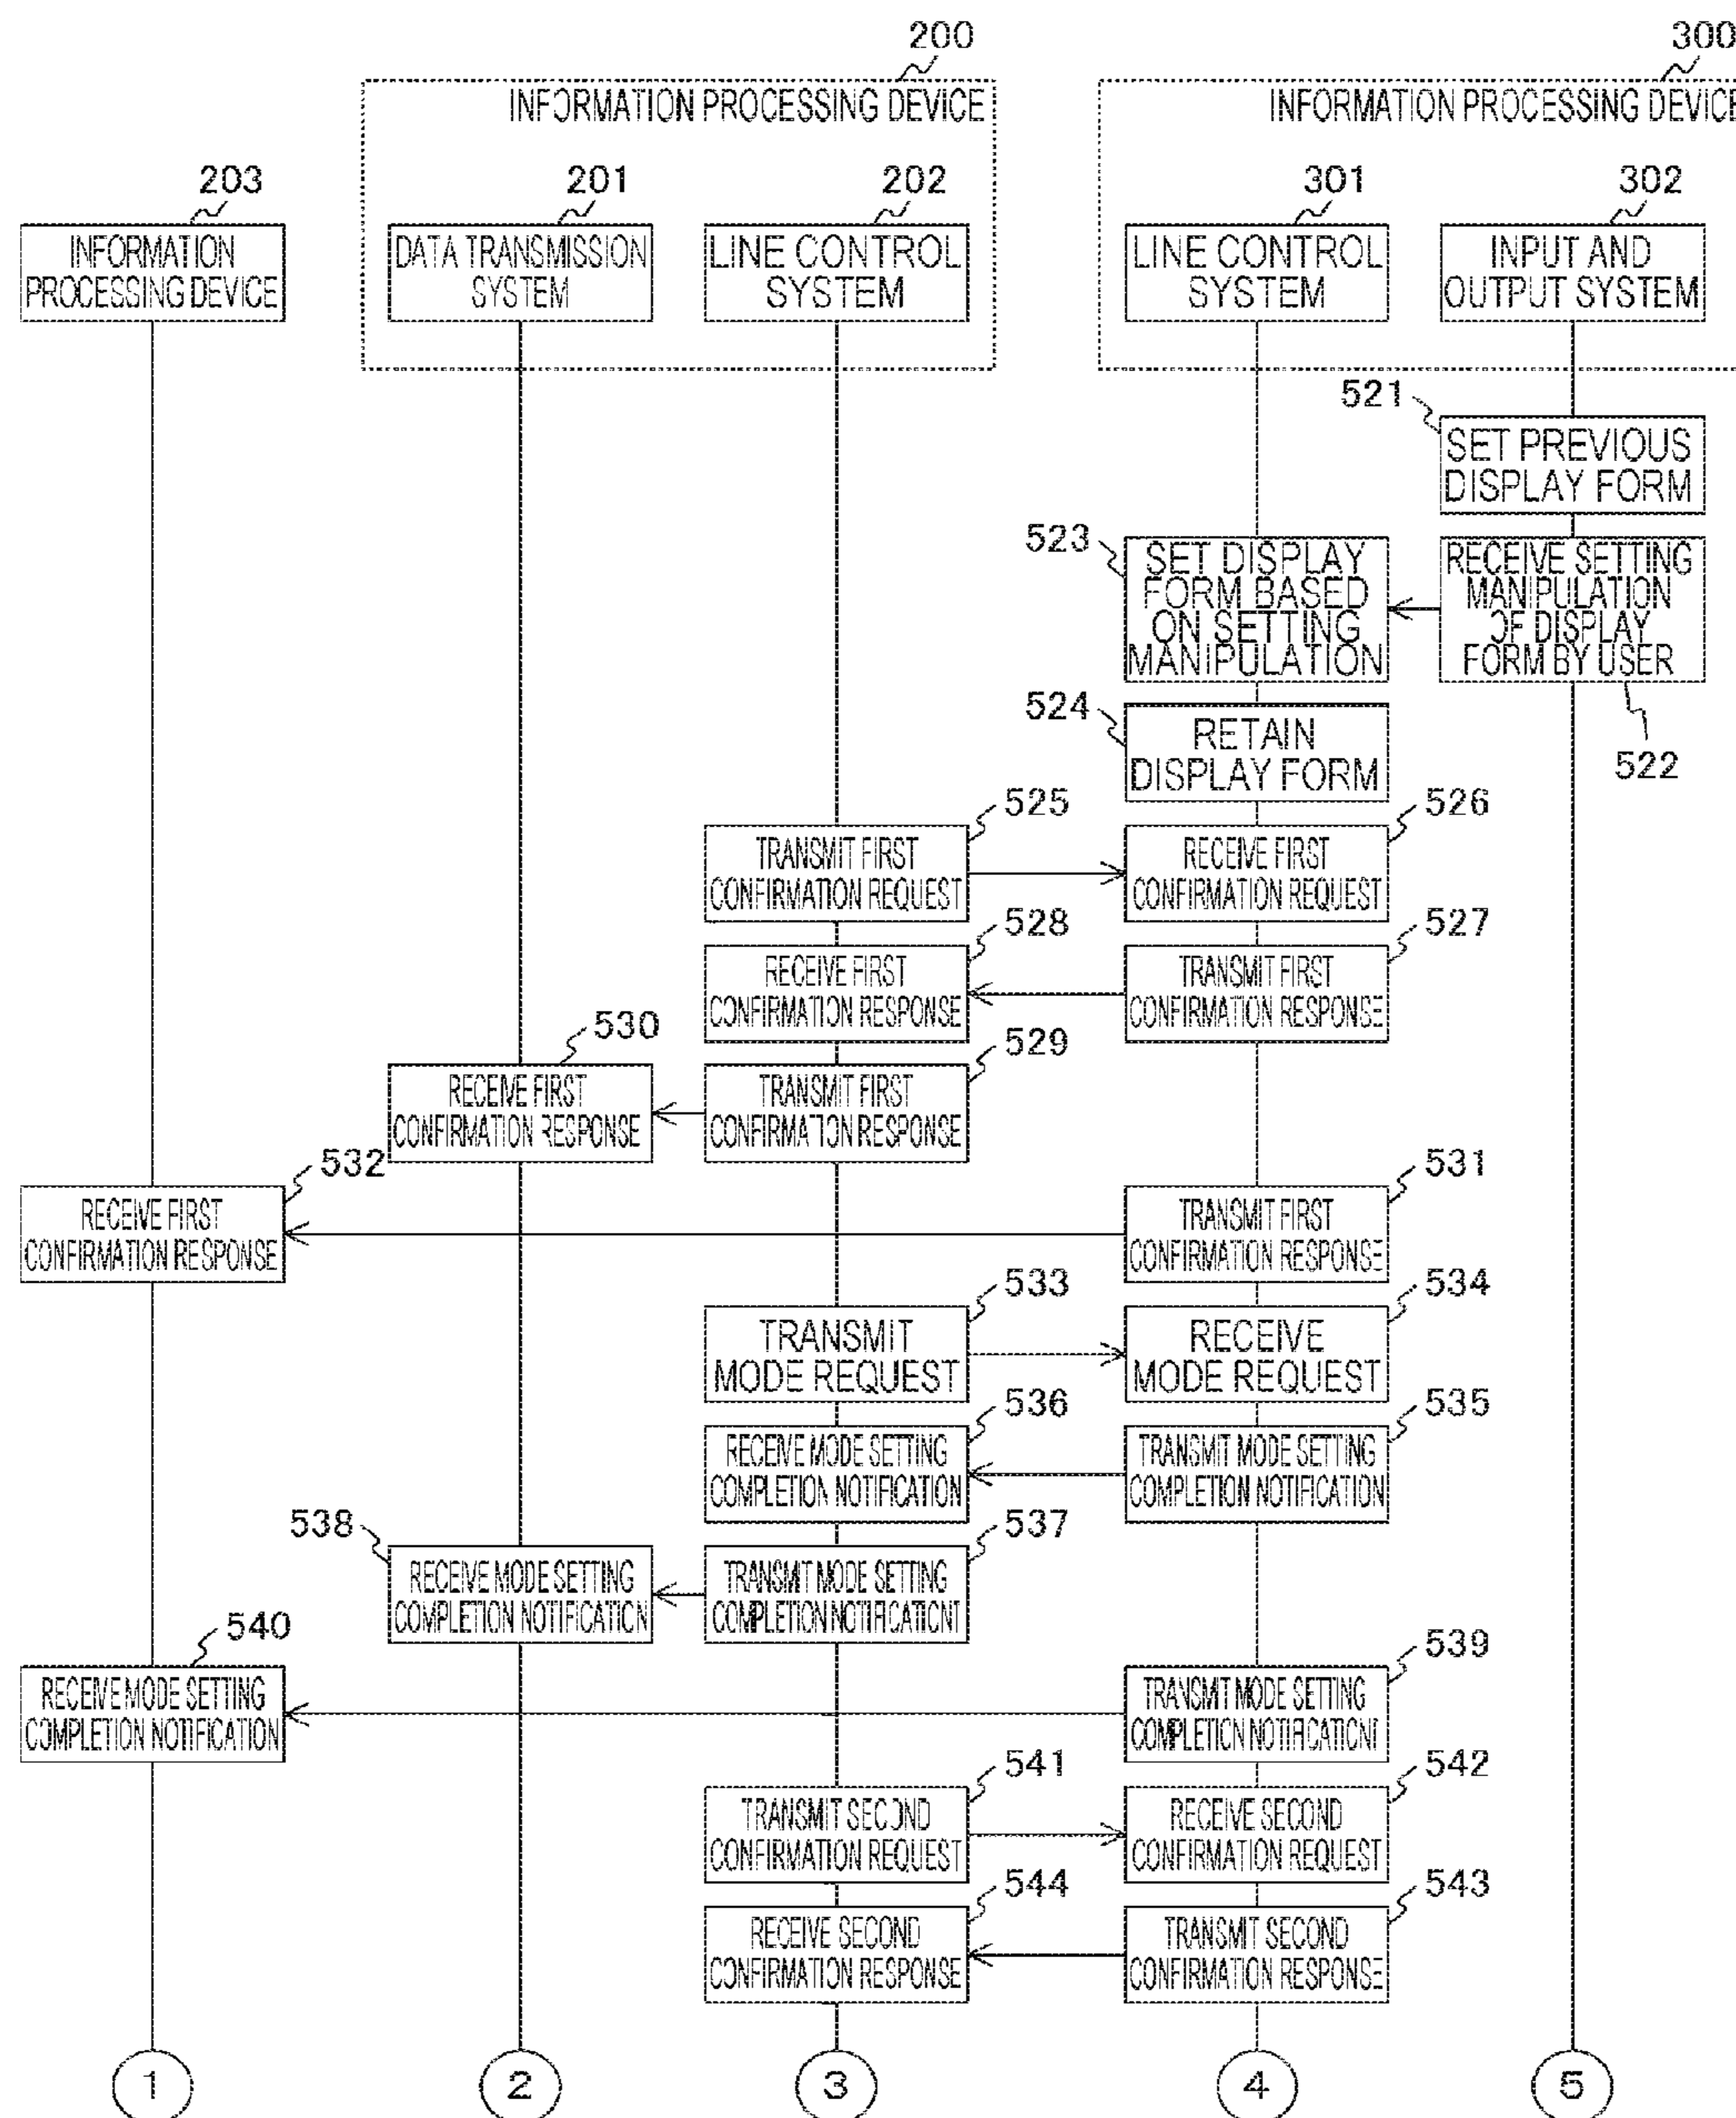 200
300
INFORMATION PROCESSING DEVICE
INFORMATION PROCESSING DEVICE
203
201
202
301
302
INFORMATION
PROCESSING DEVICE
DATA TRANSMISSION
SYSTEM
LINE CONTROL
SYSTEM
LINE CONTROL
SYSTEM
INPUT AND
OUTPUT SYSTEM
521
SET PREVIOUS
DISPLAY FORM
523
SET DISPLAY
FORM BASED
ON SETTING
MANIPULATION
RECEIVE SETTING
MANIPULATION
OF DISPLAY
FORM BY USER
522
524
RETAIN
DISPLAY FORM
525
TRANSMIT FIRST
CONFIRMATION REQUEST
526
RECEIVE FIRST
CONFIRMATION REQUEST
528
RECEIVE FIRST
CONFIRMATION RESPONSE
527
TRANSMIT FIRST
CONFIRMATION RESPONSE
530
RECEIVE FIRST
CONFIRMATION RESPONSE
529
TRANSMIT FIRST
CONFIRMATION RESPONSE
532
RECEIVE FIRST
CONFIRMATION RESPONSE
531
TRANSMIT FIRST
CONFIRMATION RESPONSE
533
TRANSMIT
MODE REQUEST
534
RECEIVE
MODE REQUEST
536
RECEIVE MODE SETTING
COMPLETION NOTIFICATION
535
TRANSMIT MODE SETTING
COMPLETION NOTIFICATION
538
RECEIVE MODE SETTING
COMPLETION NOTIFICATION
537
TRANSMIT MODE SETTING
COMPLETION NOTIFICATIONT
540
RECEIVE MODE SETTING
COMPLETION NOTIFICATION
539
TRANSMIT MODE SETTING
COMPLETION NOTIFICATIONT
541
TRANSMIT SECOND
CONFIRMATION REQUEST
542
RECEIVE SECOND
CONFIRMATION REQUEST
544
RECEIVE SECOND
CONFIRMATION RESPONSE
543
TRANSMIT SECOND
CONFIRMATION RESPONSE
1
2
3
4
5